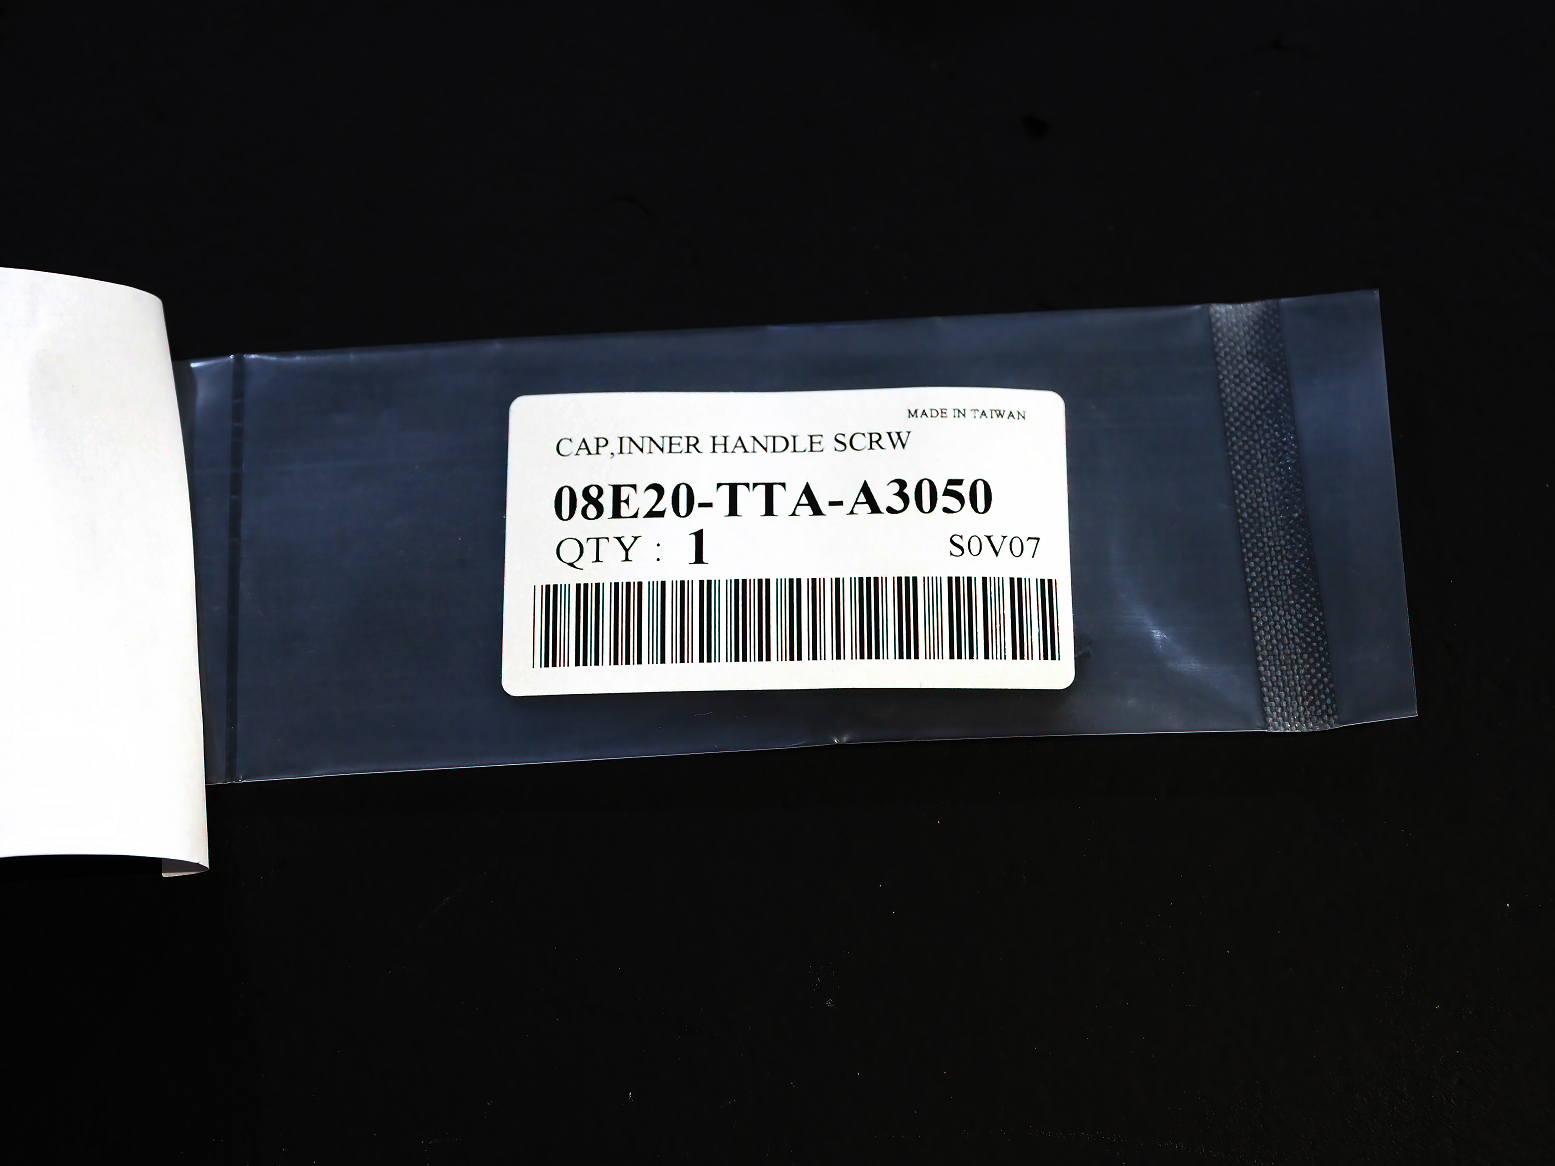 MADE IN TAIWAN
CAP,INNER HANDLE SCRW
08E20-TTA-A3050
QTY : 1 S0V07